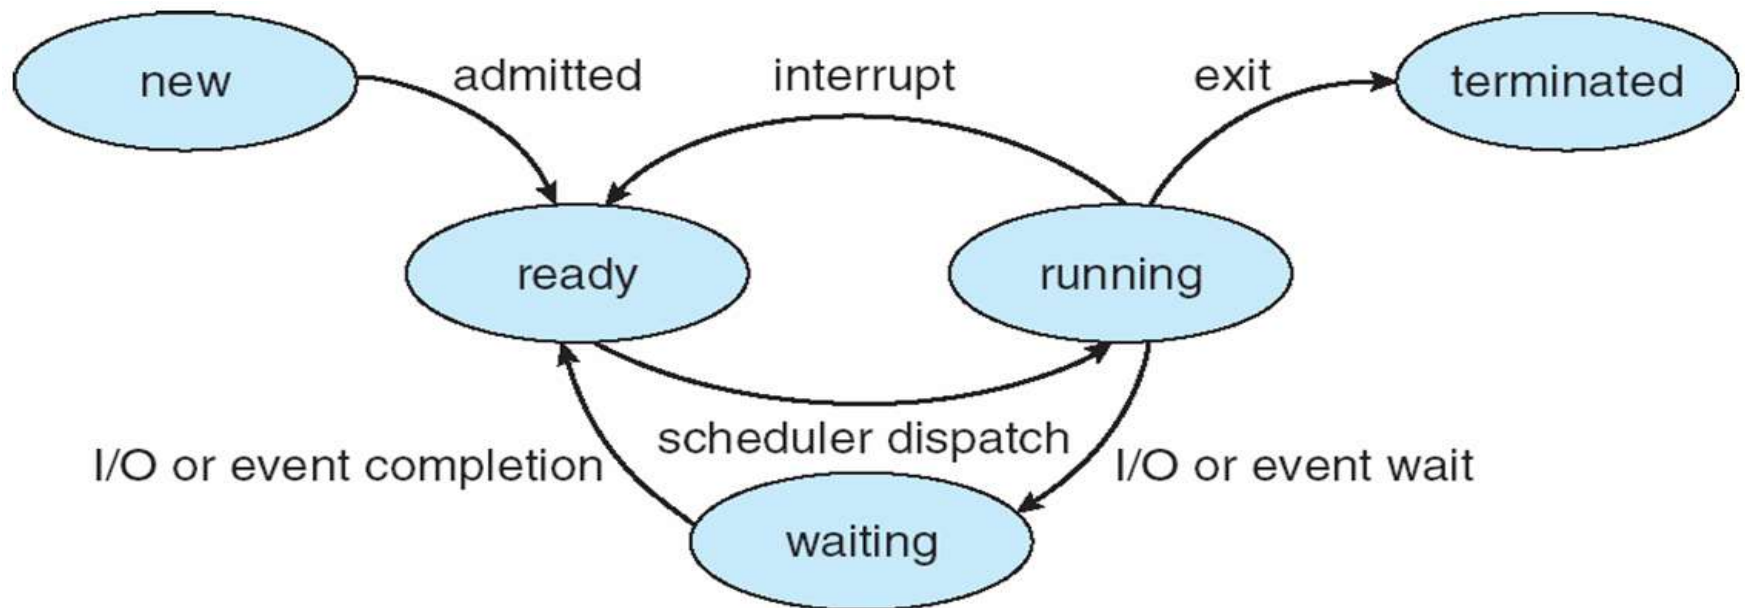 new
admitted
interrupt
exit
terminated
ready
running
scheduler dispatch
I/O or event completion
I/O or event wait
waiting